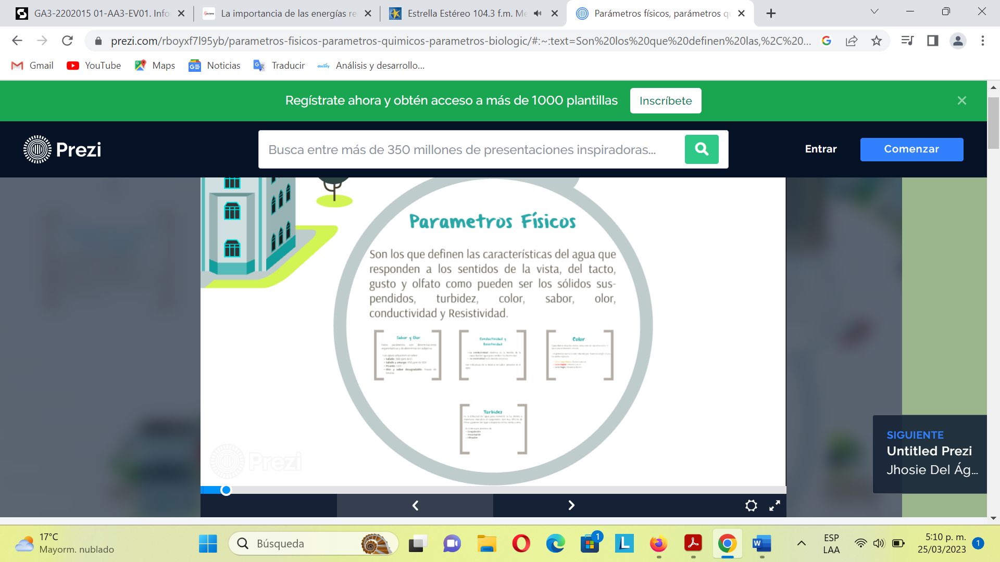 GA3-2202015 01-AA3-EV01. Info
La importancia de las energías re
Estrella Estéreo 104.3 f.m. Me
Parámetros físicos, parámetros q
prezi.com/rboyxf7l95yb/parametros-fisicos-parametros-quimicos-parametros-biologic/#:~:text=Son%20los%20que%20definen%20las,%2C%20...
Gmail
YouTube
Maps
Noticias
Traducir
Análisis y desarrollo...
Regístrate ahora y obtén acceso a más de 1000 plantillas
Inscríbete
Prezi
Busca entre más de 350 millones de presentaciones inspiradoras...
Entrar
Comenzar
Parametros Físicos
Son los que definen las características del agua que
responden a los sentidos de la vista, del tacto,
gusto y olfato como pueden ser los sólidos sus-
pendidos, turbidez, color, sabor, olor,
conductividad y Resistividad.
Sabor y Olor
Conductividad y
Resistividad
Color
Turbidez
Prezi
SIGUIENTE
Untitled Prezi
Jhosie Del Ág...
17°C
Mayorm. nublado
Búsqueda
1
ESP
LAA
5:10 p. m.
25/03/2023
1